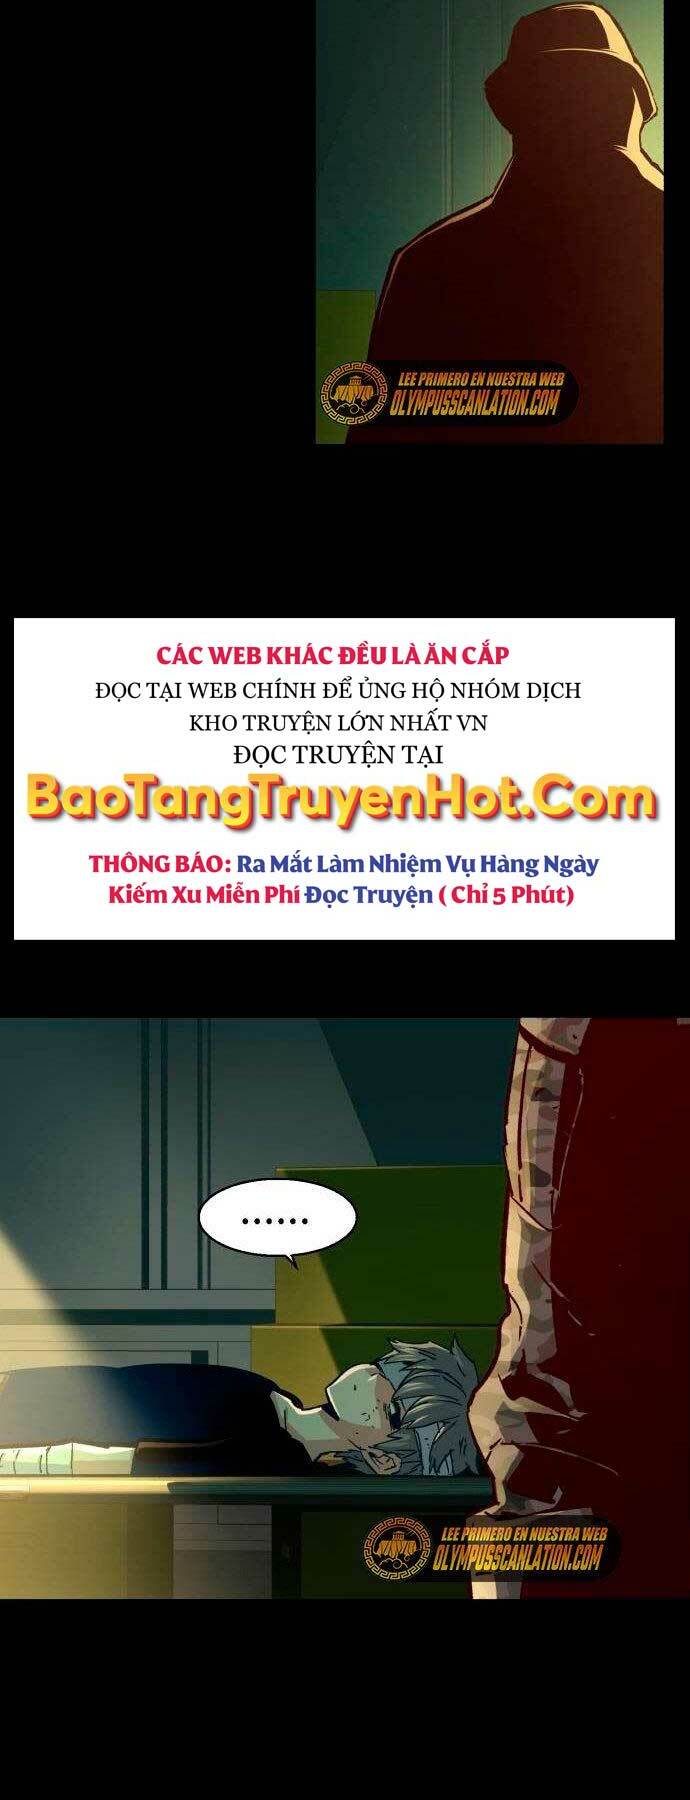 LEE PRIMERO EN NUESTRA WEB
OLYMPUSSCANLATION.COM
CÁC WEB KHÁC ĐỀU LÀ ĂN CẮP
ĐỌC TẠI WEB CHÍNH ĐỂ ỦNG HỘ NHÓM DỊCH
KHO TRUYỆN LỚN NHẤT VN
ĐỌC TRUYỆN TẠI
BaoTangTruyenHot.Com
THÔNG BÁO: Ra Mắt Làm Nhiệm Vụ Hàng Ngày
Kiếm Xu Miễn Phí Đọc Truyện ( Chỉ 5 Phút)
......
LEE PRIMERO EN NUESTRA WEB
OLYMPUSSCANLATION.COM